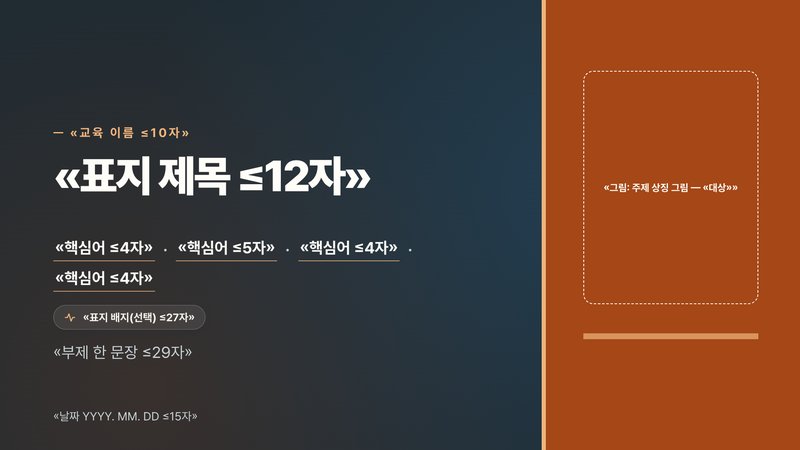 — «교육 이름 ≤10자»
«표지 제목 ≤12자»
«핵심어 ≤4자» · «핵심어 ≤5자» · «핵심어 ≤4자» ·
«핵심어 ≤4자»
«표지 배지(선택) ≤27자»
«부제 한 문장 ≤29자»
«날짜 YYYY. MM. DD ≤15자»
«그림: 주제 상징 그림 — «대상»»